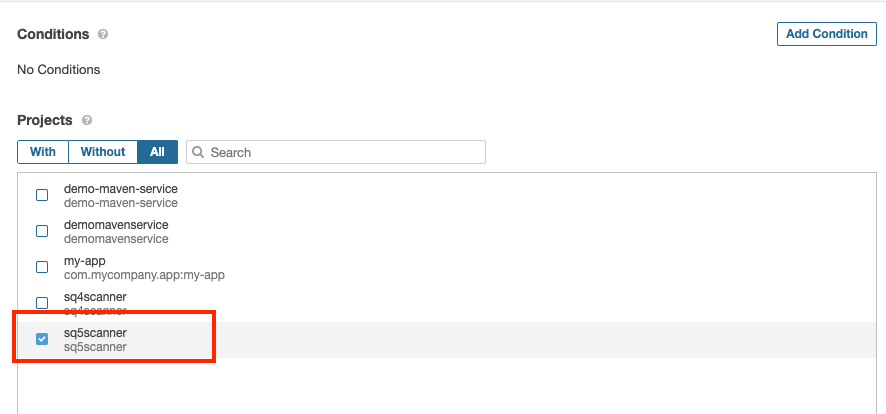 Conditions ?
Add Condition
No Conditions
Projects ?
With Without All Search
demo-maven-service
demo-maven-service
demomavenservice
demomavenservice
my-app
com.mycompany.app:my-app
sq4scanner
sq4scanner
sq5scanner
sq5scanner